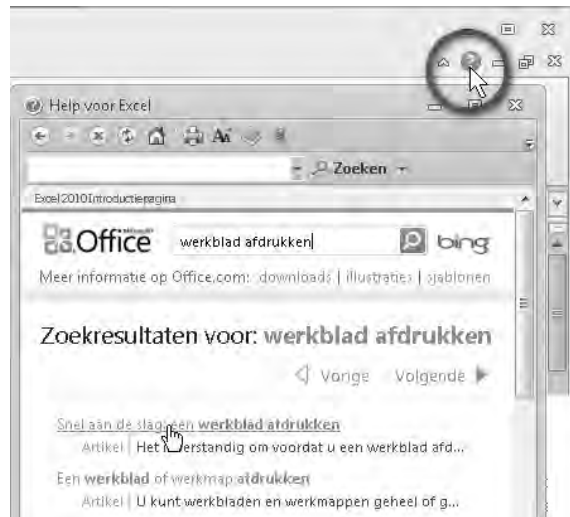 Help voor Excel
Zoeken
Excel 2010 Introductiepagina
Office werkblad afdrukken bing
Meer informatie op Office.com: downloads | illustraties | sjablonen
Zoekresultaten voor: werkblad afdrukken
Vorige Volgende
Snel aan de slag: een werkblad afdrukken
Artikel | Het verstandig om voordat u een werkblad afd...
Een werkblad of werkmap afdrukken
Artikel | U kunt werkbladen en werkmappen geheel of g...